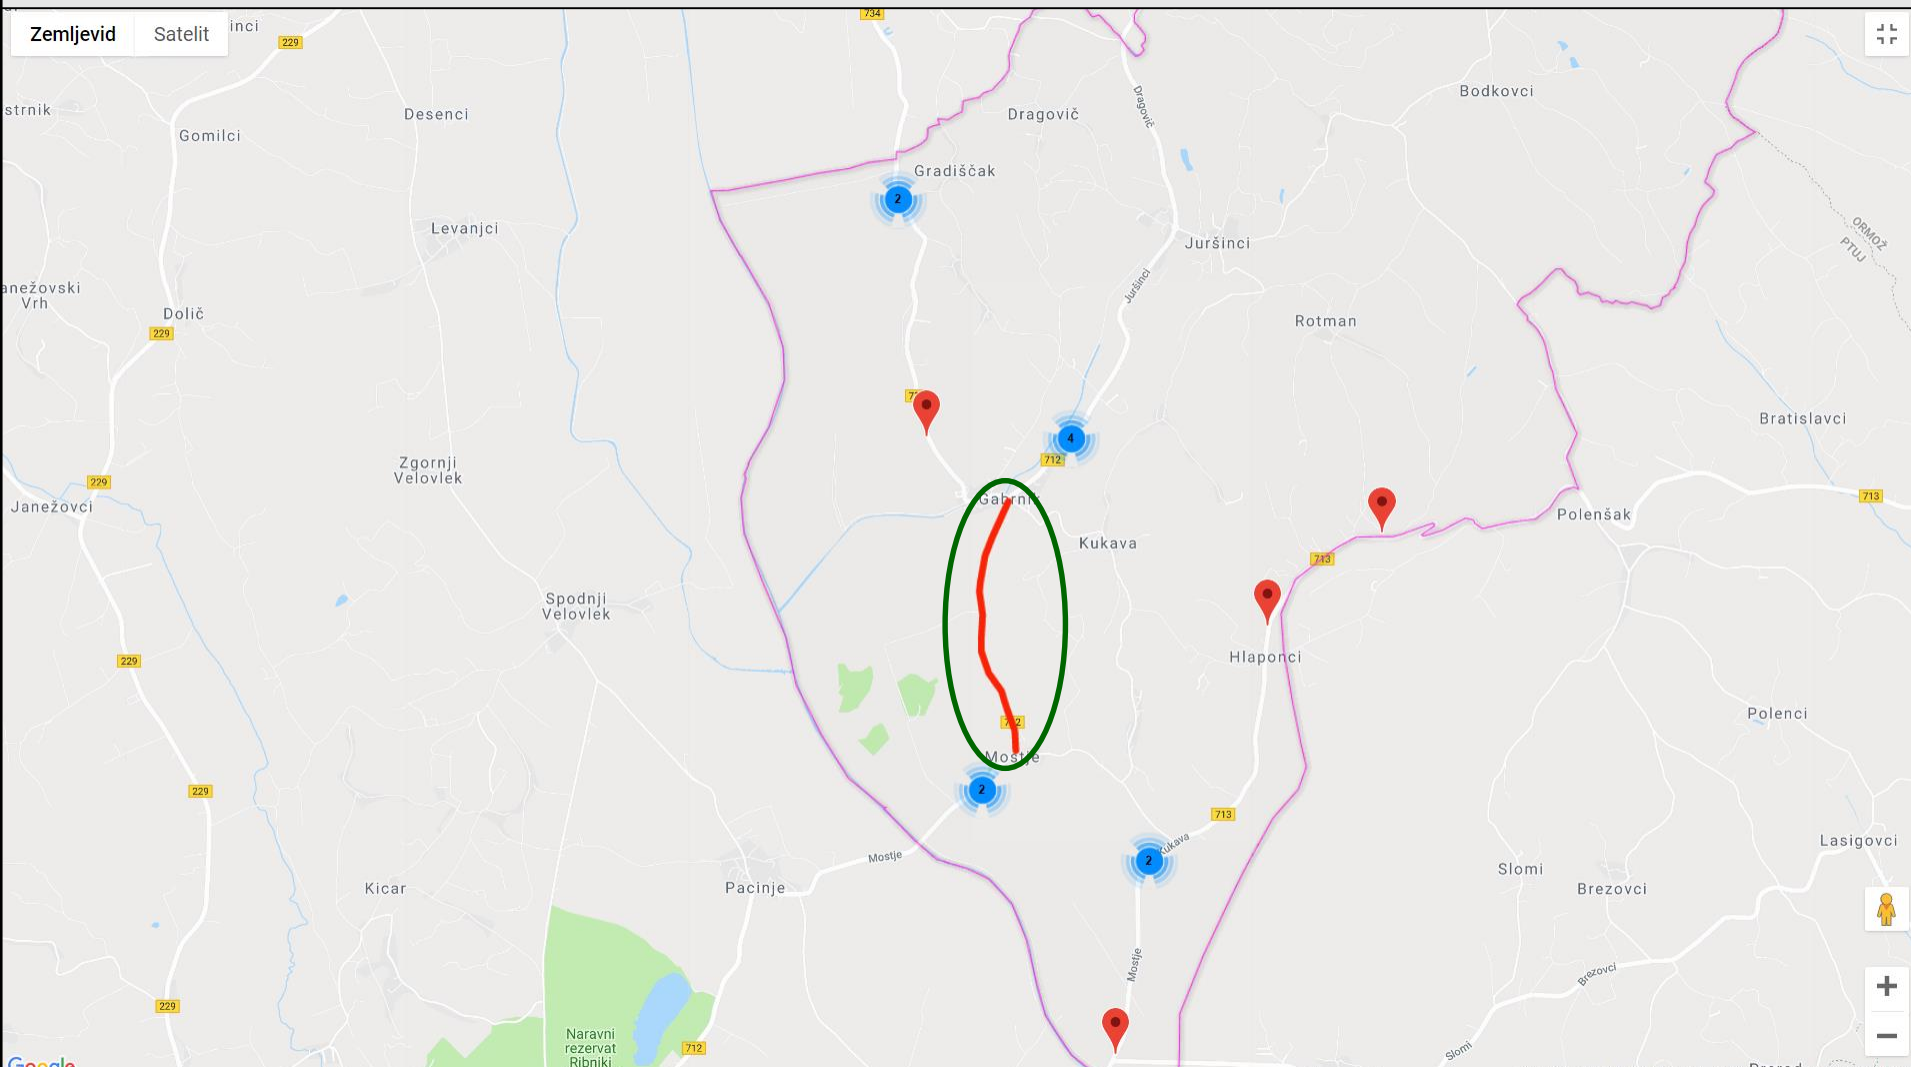 734
Zemljevid
Satelit
inci
229
Bodkovci
strnik
Desenci
Dragovič
Dragovič
Gomilci
Gradiščak
2
Levanjci
Juršinci
ORMOŽ
PTUJ
anežovski
Vrh
Juršinci
Dolič
Rotman
229
Bratislavci
4
712
Zgornji
Velovlek
229
Janežovci
Gabrnik
713
Polenšak
Kukava
713
Spodnji
Velovlek
Hlaponci
229
Polenci
Mostje
229
2
713
Kukava
Lasigovci
Mostje
2
Slomi
Kicar
Pacinje
Brezovci
Mostje
Brezovci
229
Naravni
rezervat
Ribniki
712
Slomi
Google